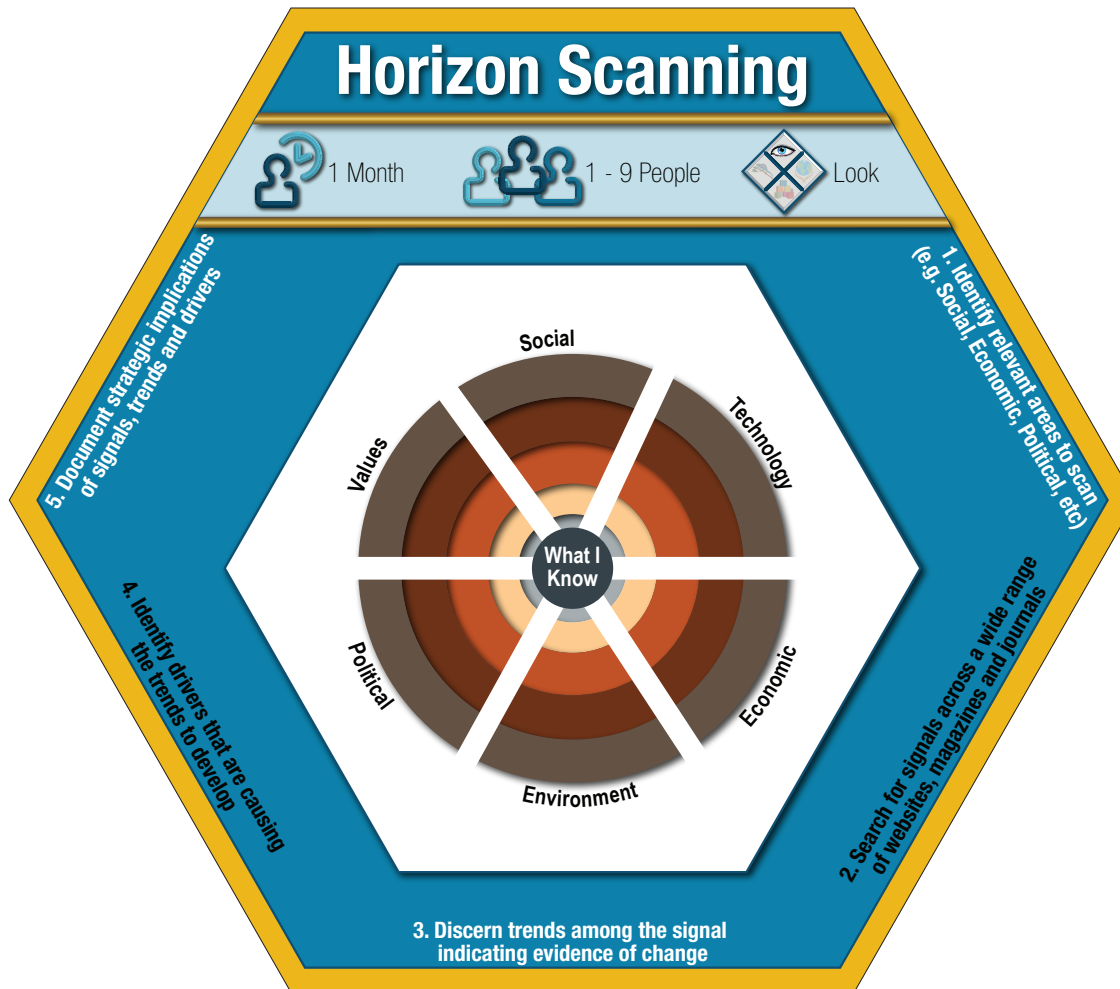 Horizon Scanning
1 Month
1 - 9 People
Look
1. Identify relevant areas to scan
(e.g. Social, Economic, Political, etc)
2. Search for signals across a wide range
of websites, magazines and journals
3. Discern trends among the signal
indicating evidence of change
4. Identify drivers that are causing
the trends to develop
5. Document strategic implications
of signals, trends and drivers
Social
Technology
Economic
Environment
Political
Values
What I
Know